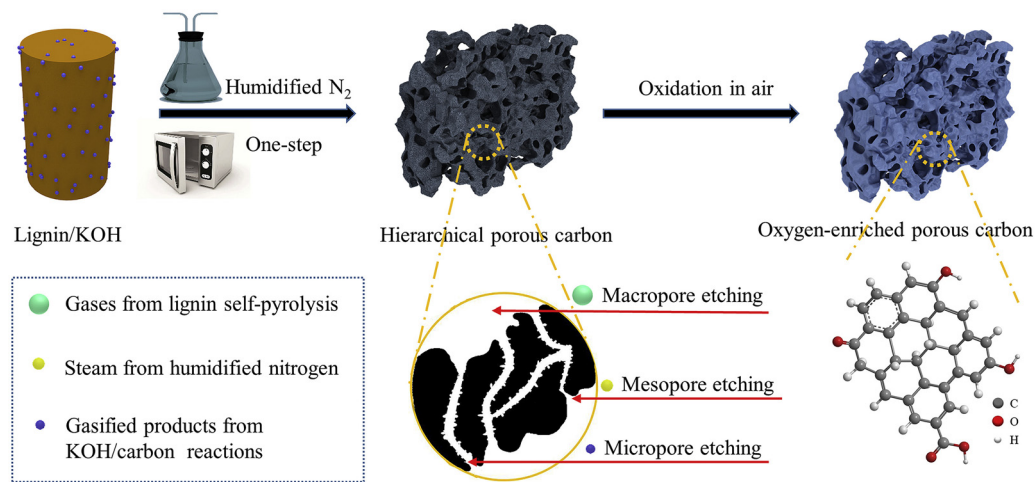 Humidified N₂
One-step
Oxidation in air
Lignin/KOH
Hierarchical porous carbon
Oxygen-enriched porous carbon
Gases from lignin self-pyrolysis
Steam from humidified nitrogen
Gasified products from
KOH/carbon reactions
Macropore etching
Mesopore etching
Micropore etching
C
O
H